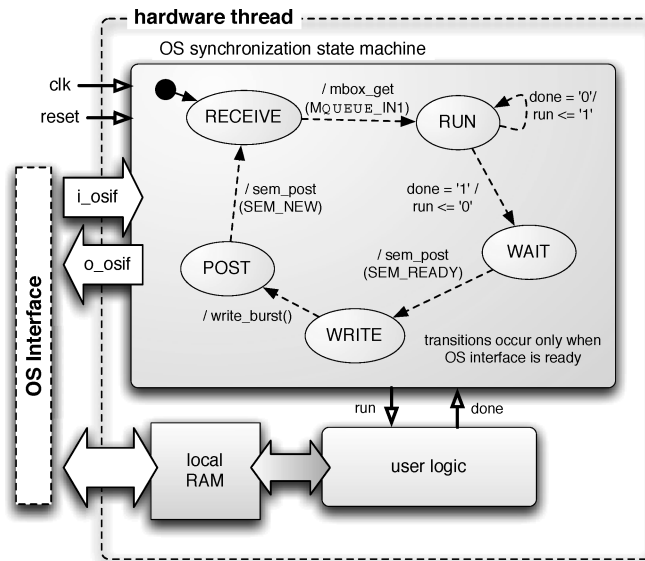 hardware thread
OS synchronization state machine
clk
reset
RECEIVE
/ mbox_get
(MQUEUE_IN1)
RUN
done = '0'/
run <= '1'
done = '1' /
run <= '0'
WAIT
/ sem_post
(SEM_READY)
WRITE
/ write_burst()
POST
/ sem_post
(SEM_NEW)
transitions occur only when
OS interface is ready
i_osif
o_osif
OS Interface
run
done
local
RAM
user logic